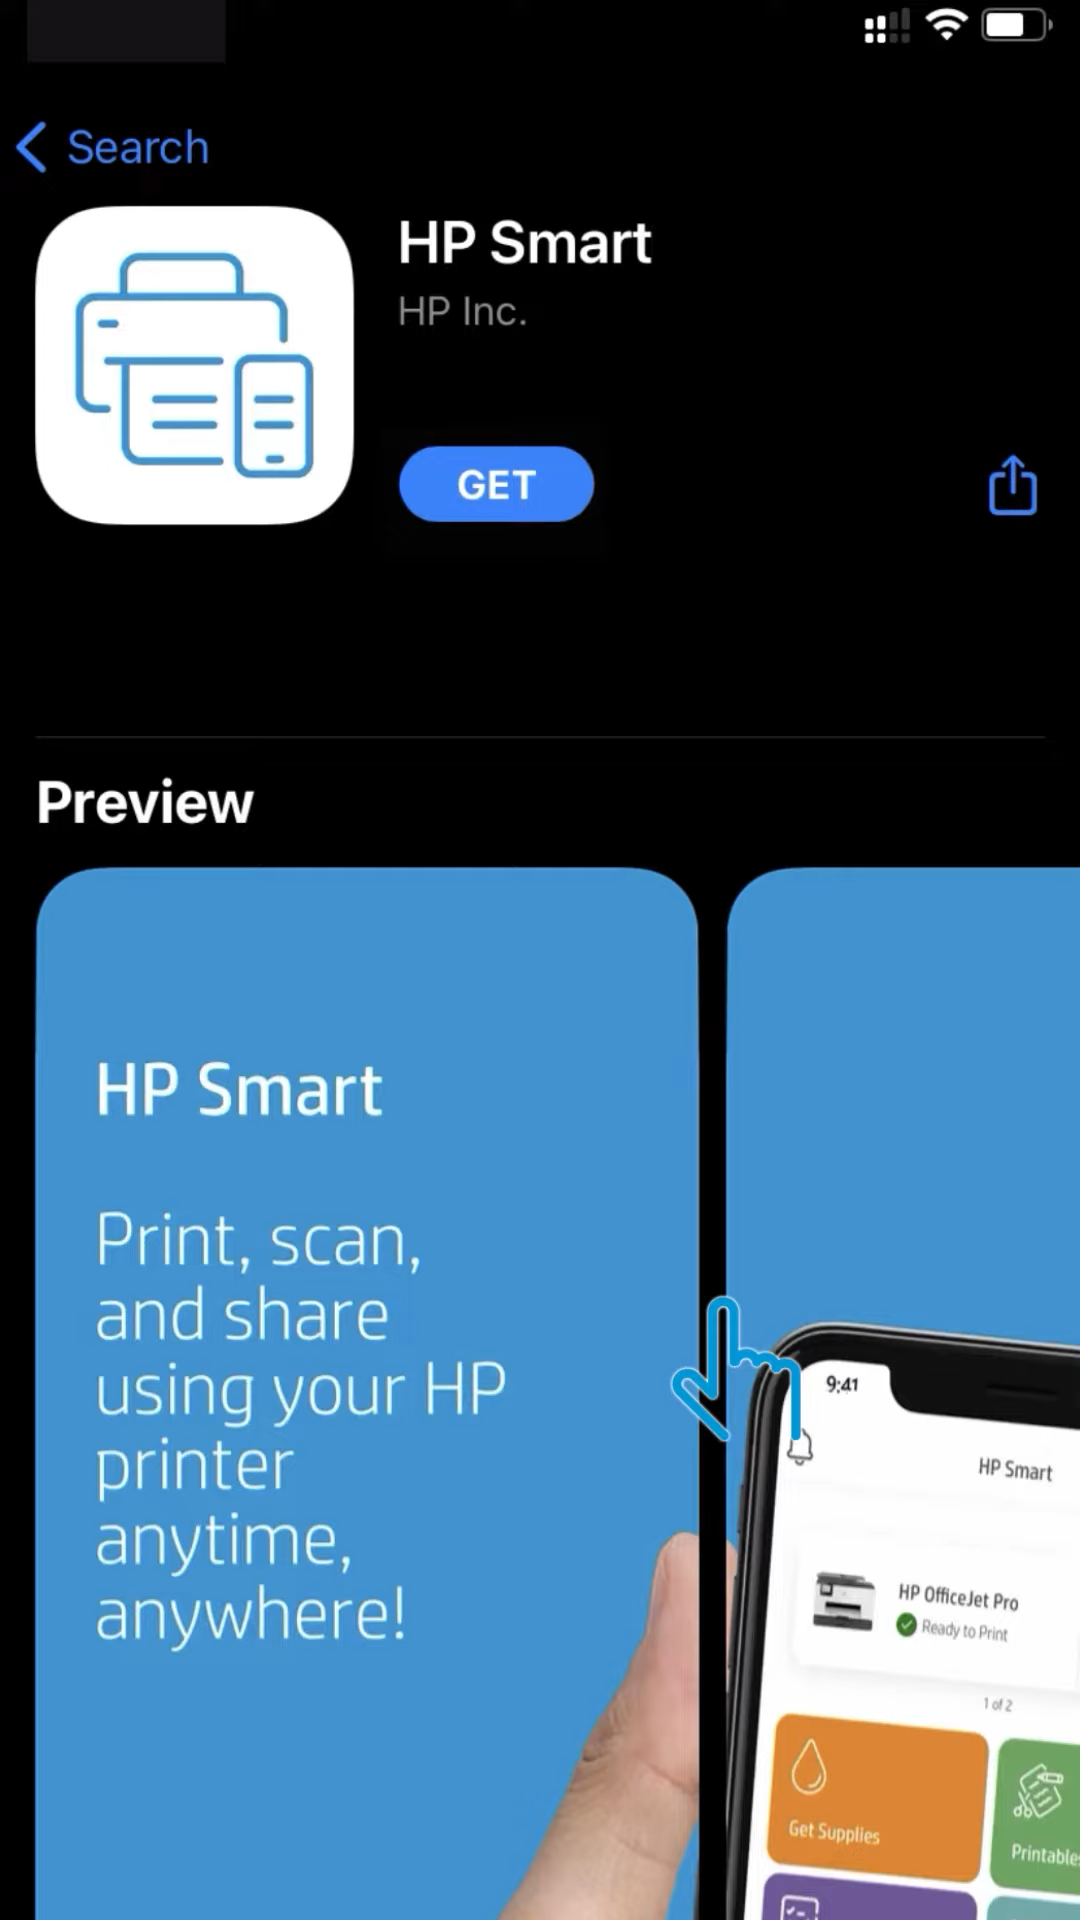 Search
HP Smart
HP Inc.
GET
Preview
HP Smart
Print, scan,
and share
using your HP
printer
anytime,
anywhere!
9:41
HP Smart
HP OfficeJet Pro
Ready to Print
1 of 2
Get Supplies
Printables